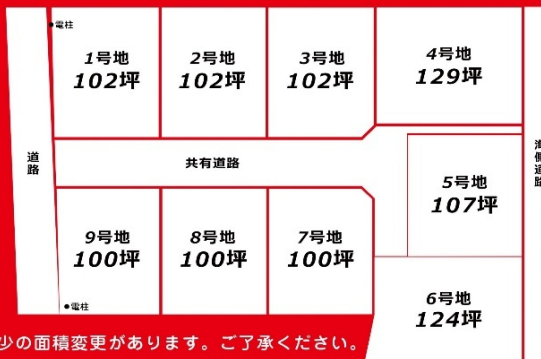 電柱
1号地
102坪
2号地
102坪
3号地
102坪
4号地
129坪
道路
共有道路
海側道路
5号地
107坪
9号地
100坪
8号地
100坪
7号地
100坪
6号地
124坪
電柱
少の面積変更があります。ご了承ください。